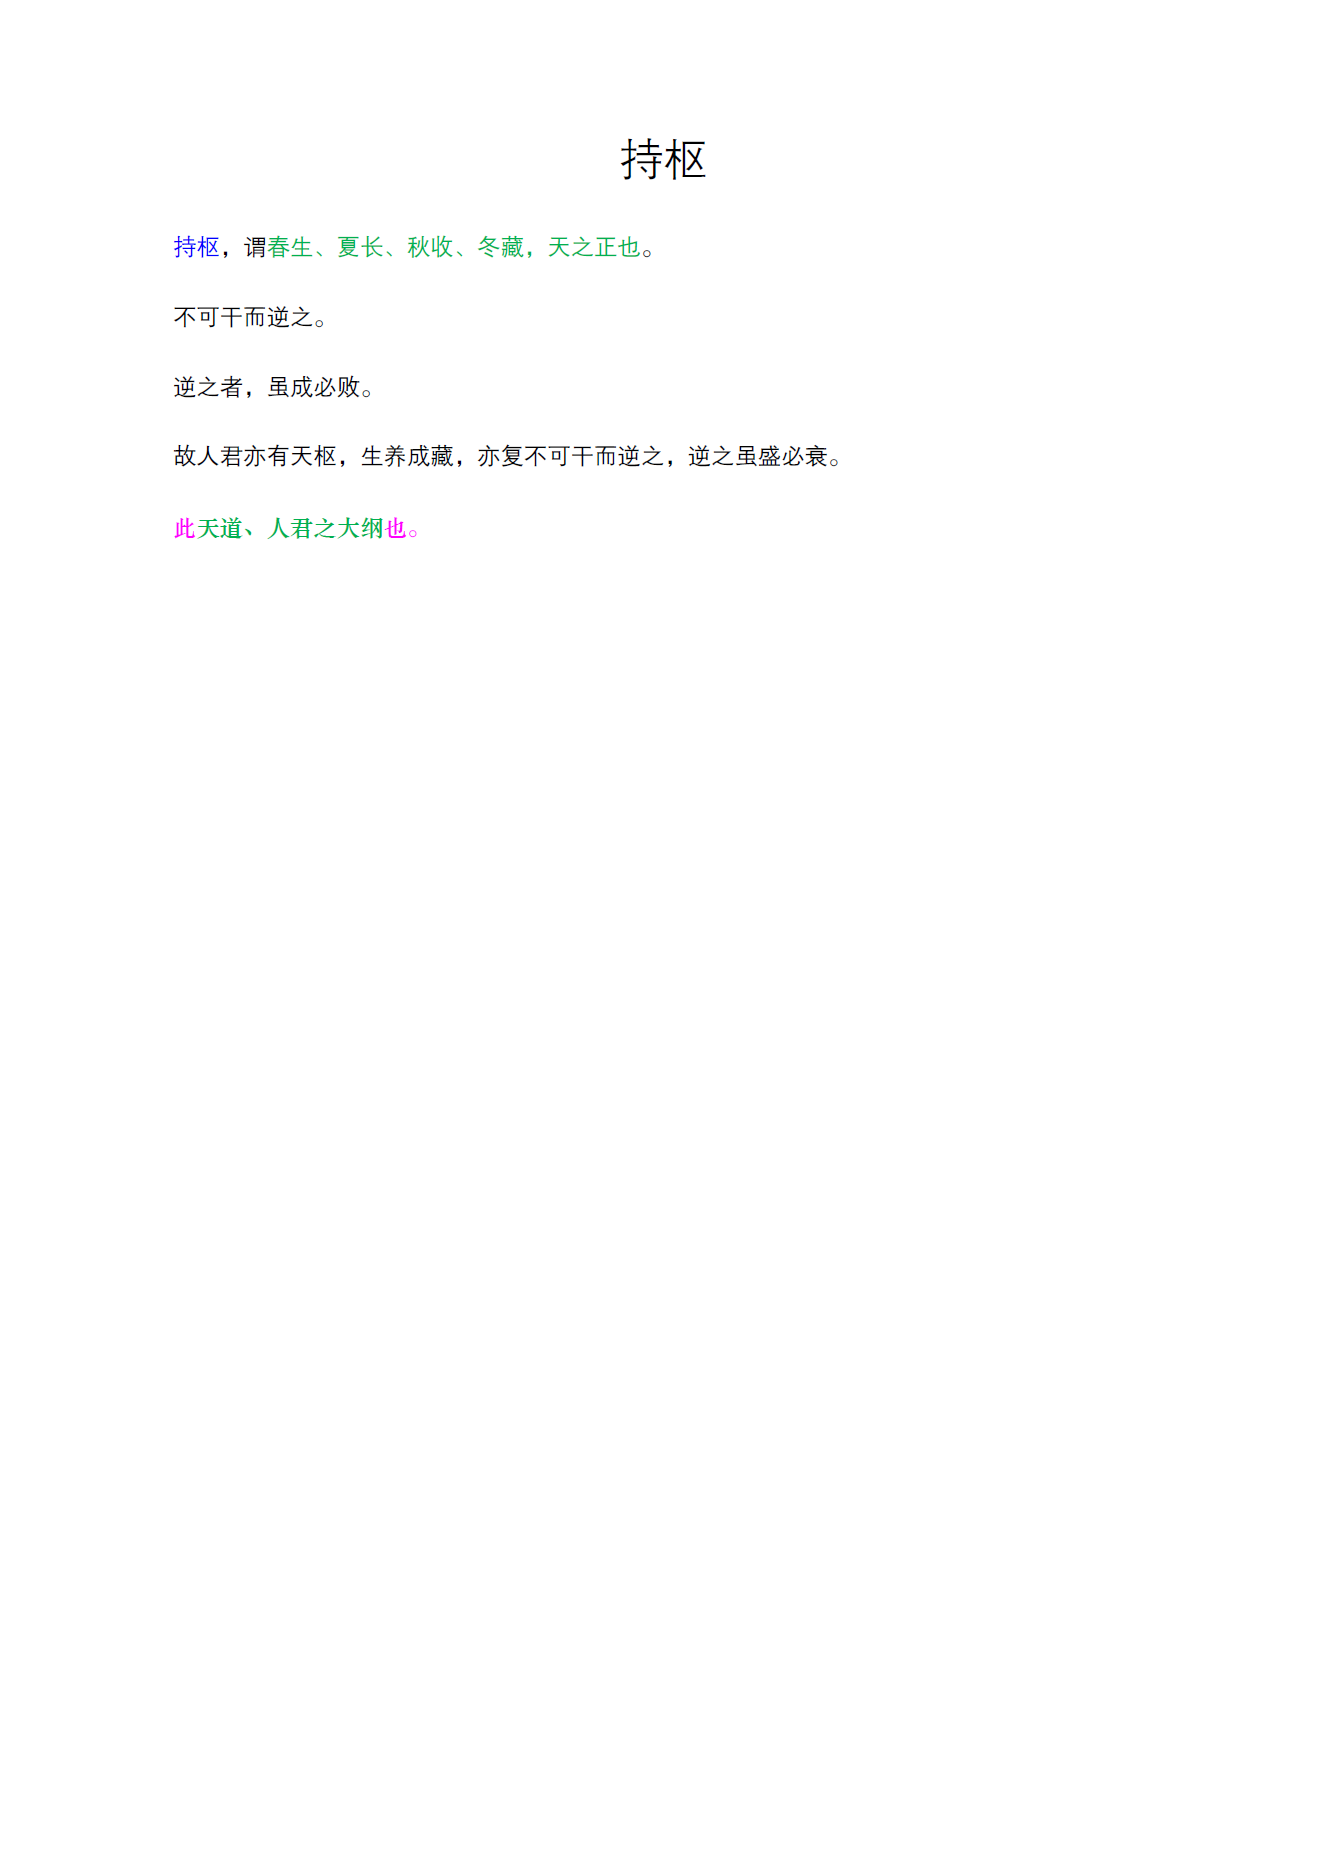 持枢
持枢，谓春生、夏长、秋收、冬藏，天之正也。
不可干而逆之。
逆之者，虽成必败。
故人君亦有天枢，生养成藏，亦复不可干而逆之，逆之虽盛必衰。
此天道、人君之大纲也。